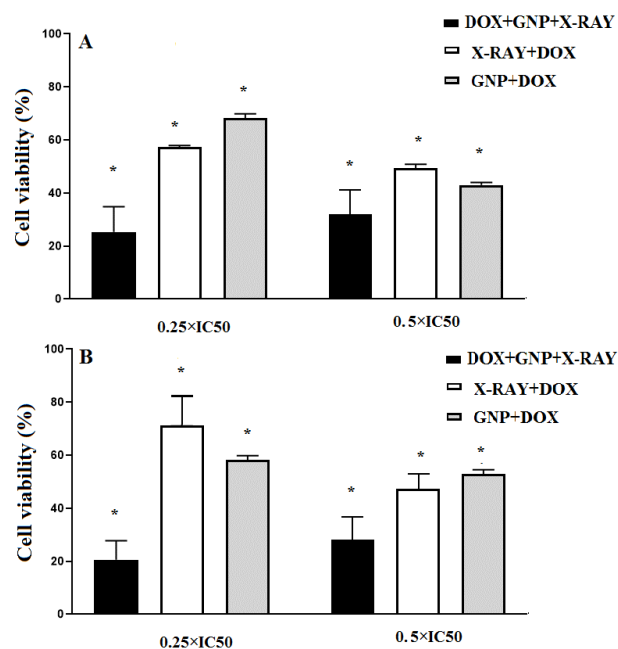 A
DOX+GNP+X-RAY
X-RAY+DOX
GNP+DOX
Cell viability (%)
100
80
60
40
20
0
*
*
*
*
*
*
0.25×IC50
0.5×IC50
B
DOX+GNP+X-RAY
X-RAY+DOX
GNP+DOX
Cell viability (%)
100
80
60
40
20
0
*
*
*
*
*
*
0.25×IC50
0.5×IC50